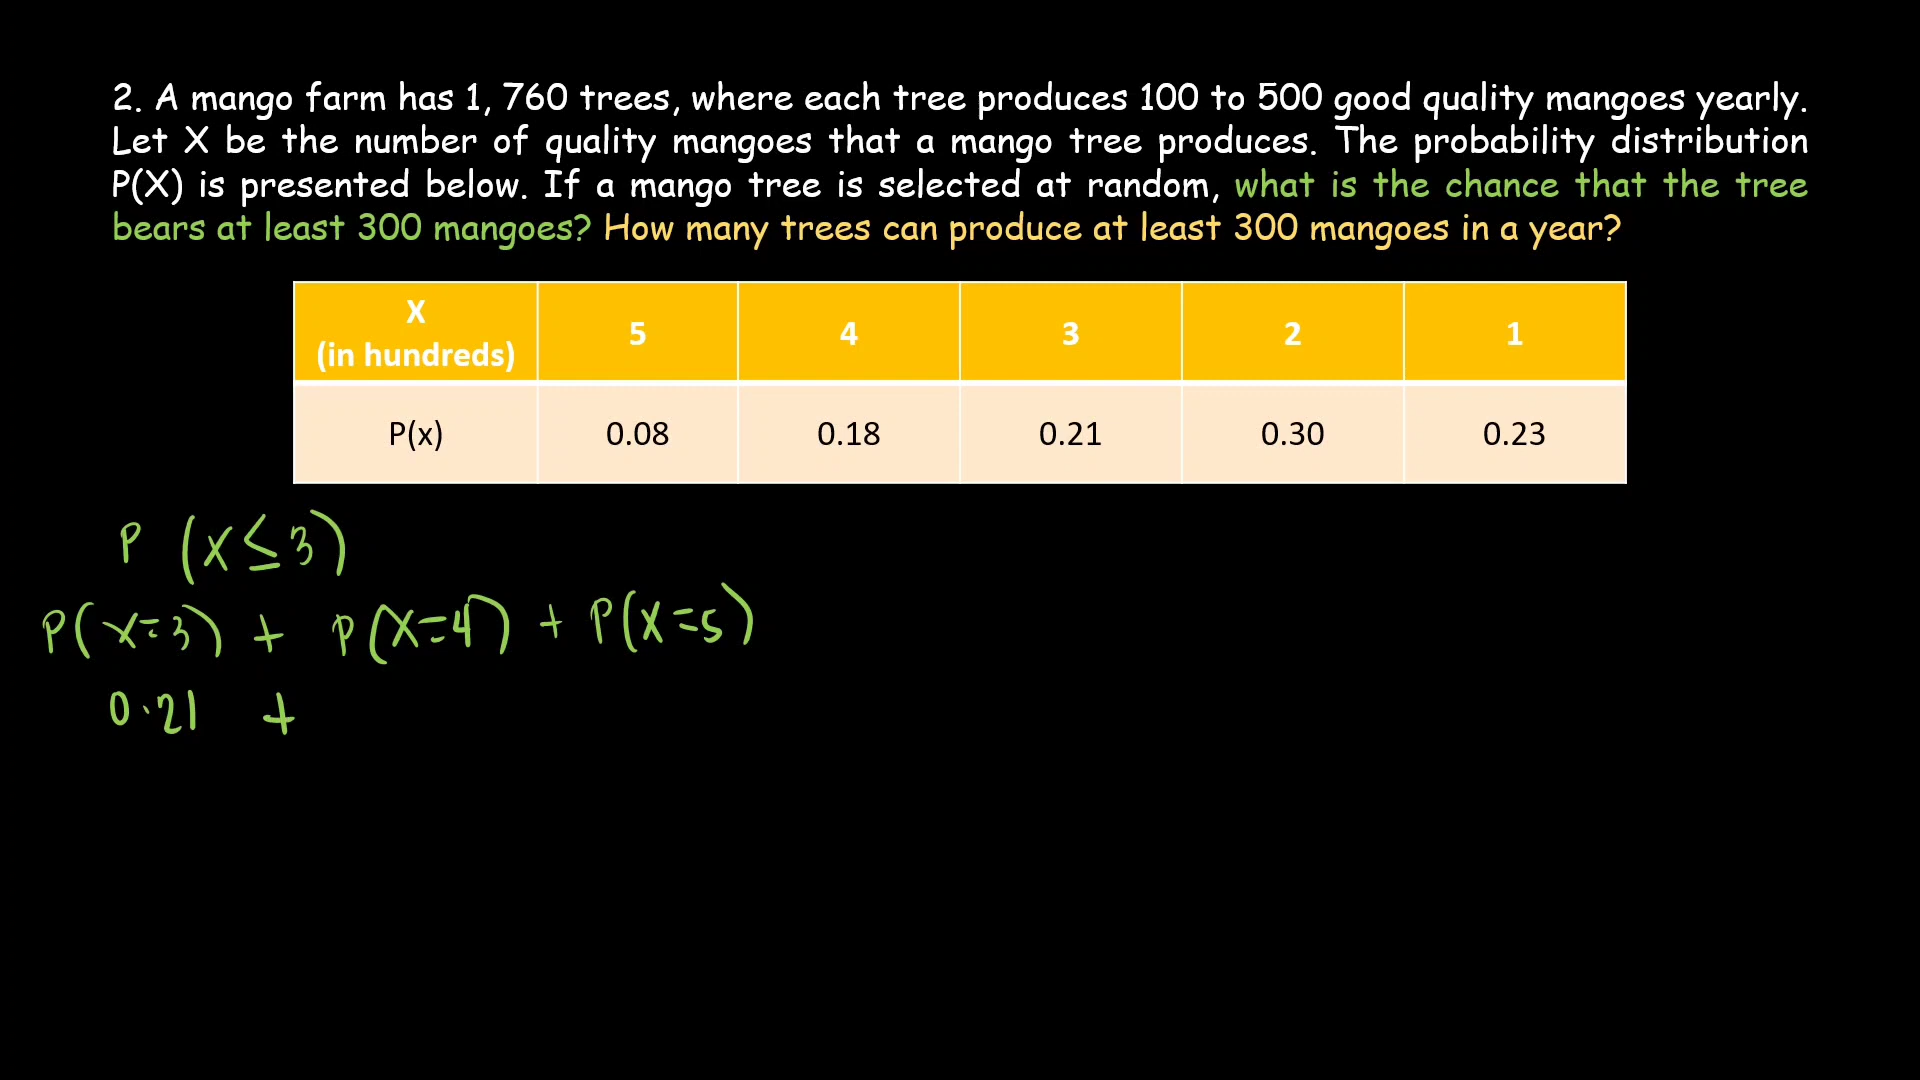 2. A mango farm has 1, 760 trees, where each tree produces 100 to 500 good quality mangoes yearly.
Let X be the number of quality mangoes that a mango tree produces. The probability distribution
P(X) is presented below. If a mango tree is selected at random, what is the chance that the tree
bears at least 300 mangoes? How many trees can produce at least 300 mangoes in a year?
X
(in hundreds) 5 4 3 2 1
P(x) 0.08 0.18 0.21 0.30 0.23
P (X ≤ 3)
P(X=3) + P(X=4) + P(X=5)
0.21 +